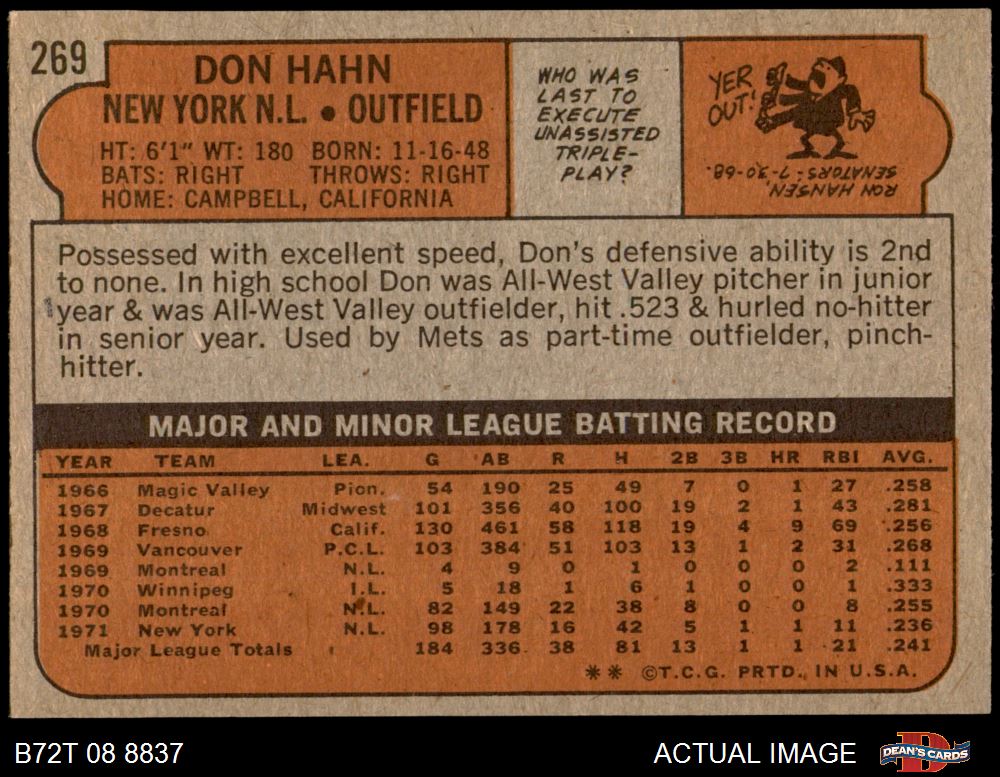 269
DON HAHN
NEW YORK N.L. • OUTFIELD
HT: 6'1" WT: 180 BORN: 11-16-48
BATS: RIGHT THROWS: RIGHT
HOME: CAMPBELL, CALIFORNIA
WHO WAS
LAST TO
EXECUTE
UNASSISTED
TRIPLE-
PLAY?
YER
OUT!
RON HANSEN,
SENATORS - 7-30-68.
Possessed with excellent speed, Don's defensive ability is 2nd
to none. In high school Don was All-West Valley pitcher in junior
year & was All-West Valley outfielder, hit .523 & hurled no-hitter
in senior year. Used by Mets as part-time outfielder, pinch-
hitter.
MAJOR AND MINOR LEAGUE BATTING RECORD
YEAR TEAM LEA. G AB R H 2B 3B HR RBI AVG.
1966 Magic Valley Pion. 54 190 25 49 7 0 1 27 .258
1967 Decatur Midwest 101 356 40 100 19 2 1 43 .281
1968 Fresno Calif. 130 461 58 118 19 4 9 69 .256
1969 Vancouver P.C.L. 103 384 51 103 13 1 2 31 .268
1969 Montreal N.L. 4 9 0 1 0 0 0 2 .111
1970 Winnipeg I.L. 5 18 1 6 1 0 0 1 .333
1970 Montreal N.L. 82 149 22 38 8 0 0 8 .255
1971 New York N.L. 98 178 16 42 5 1 1 11 .236
Major League Totals 184 336 38 81 13 1 1 21 .241
** ©T.C.G. PRTD. IN U.S.A.
B72T 08 8837
ACTUAL IMAGE
DEAN'S CARDS